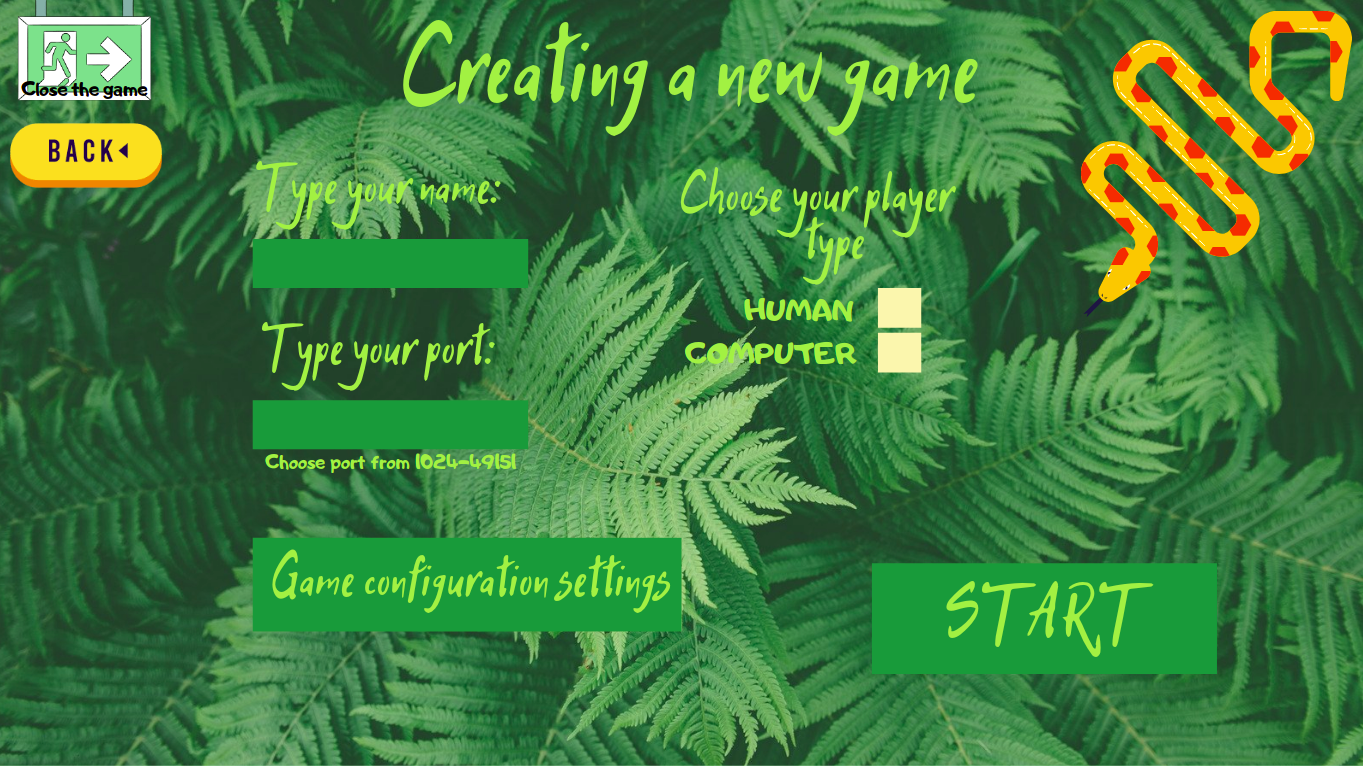 Creating a new game
Close the game
BACK
Type your name:
Choose your player
type
HUMAN
COMPUTER
Type your port:
Choose port from 1024-49151
Game configuration settings
START